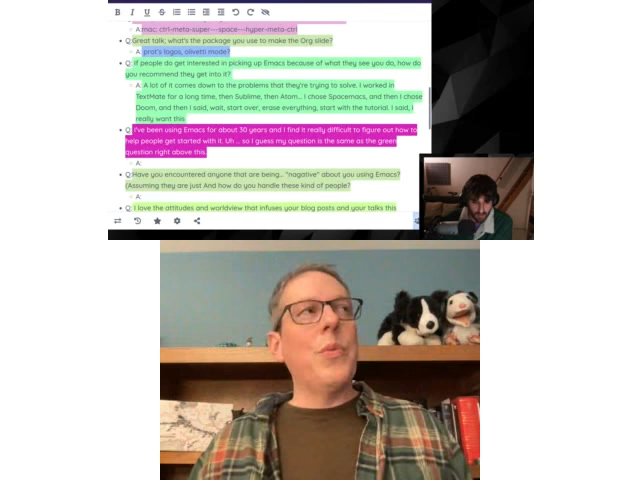 A:mac: ctrl-meta-super---space---hyper-meta-ctrl
Q:Great talk; what's the package you use to make the Org slide?
A: prot's logos, olivetti mode?
Q: If people do get interested in picking up Emacs because of what they see you do, how do
you recommend they get into it?
A: A lot of it comes down to the problems that they're trying to solve. I worked in
TextMate for a long time, then Sublime, then Atom... I chose Spacemacs, and then I chose
Doom, and then I said, wait, start over, erase everything, start with the tutorial. I said, I
really want this
Q: I've been using Emacs for about 30 years and I find it really difficult to figure out how to
help people get started with it. Uh ... so I guess my question is the same as the green
question right above this.
A:
Q:Have you encountered anyone that are being... "nagative" about you using Emacs?
(Assuming they are just And how do you handle these kind of people?
A:
Q: I love the attitudes and worldview that infuses your blog posts and your talks this